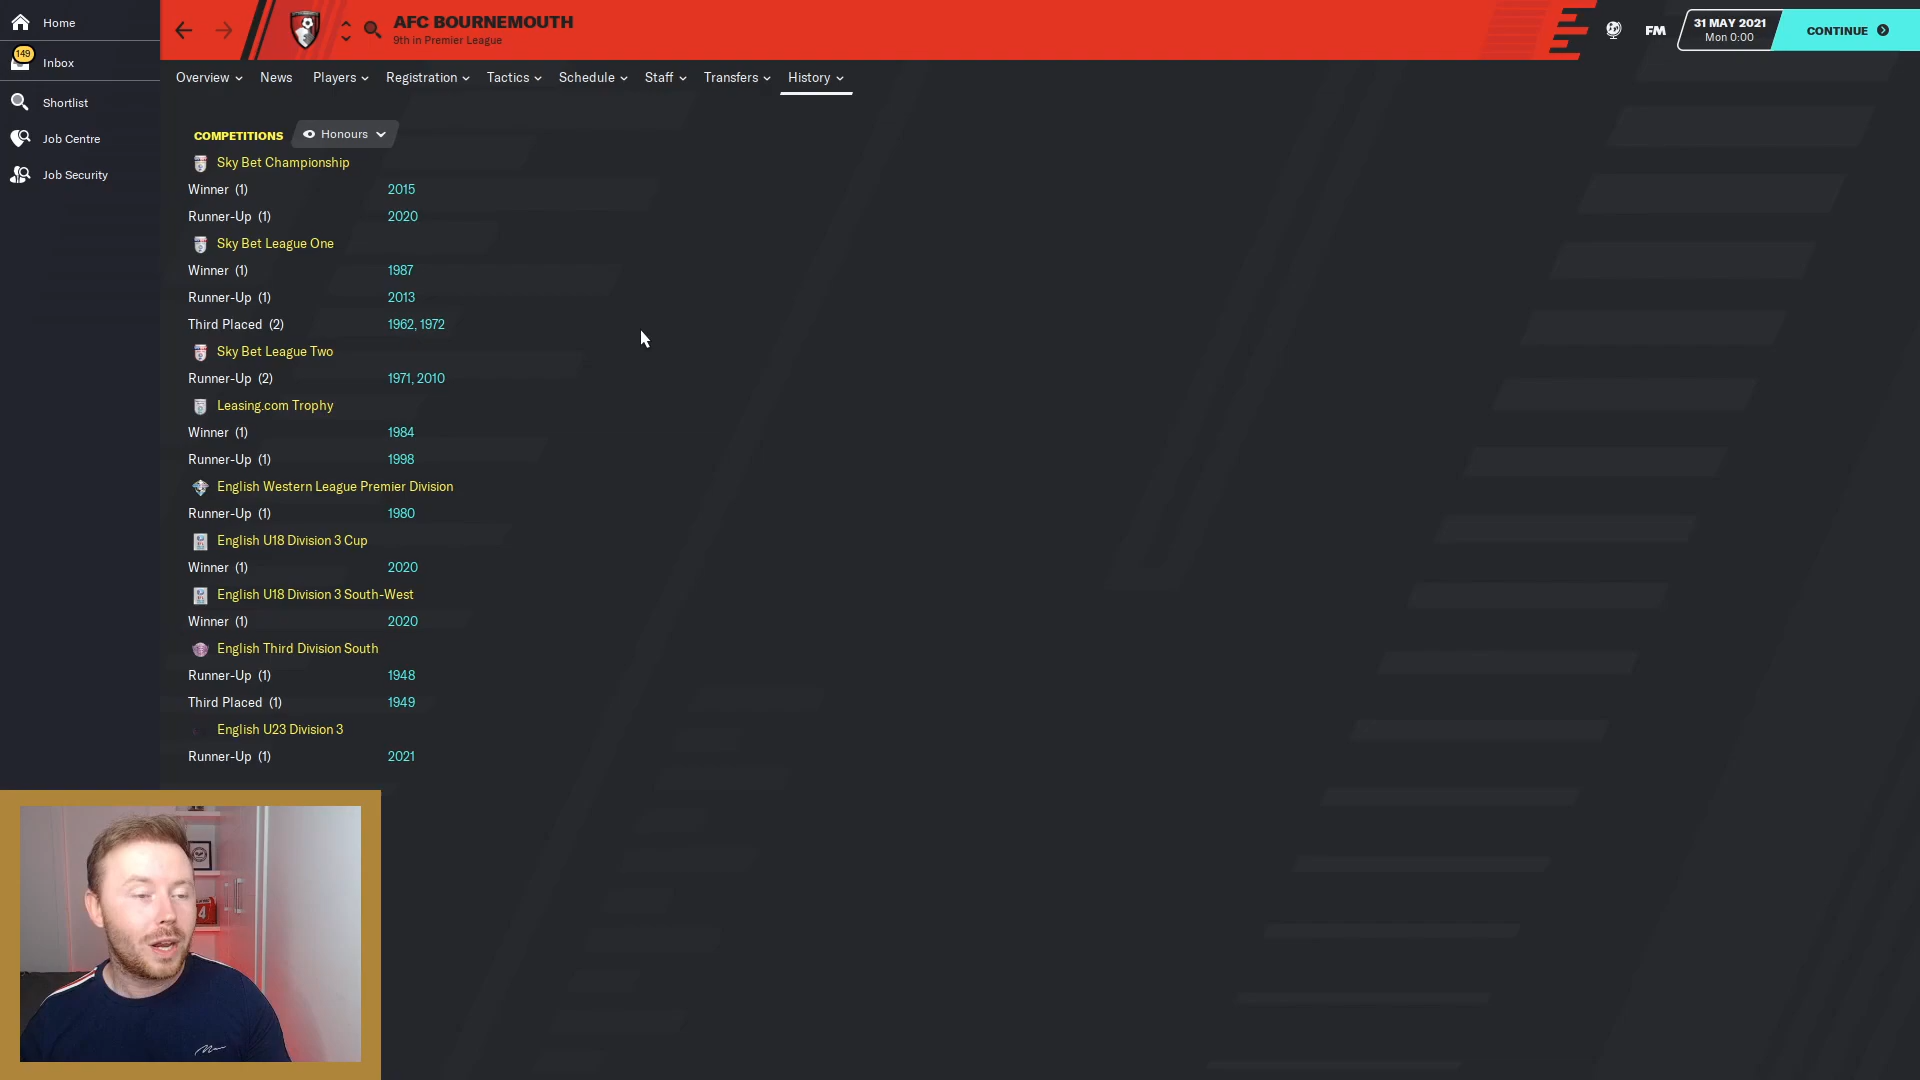 Home
AFC BOURNEMOUTH
9th in Premier League
FM
31 MAY 2021
Mon 0:00
CONTINUE
149
Inbox
Overview
News
Players
Registration
Tactics
Schedule
Staff
Transfers
History
Shortlist
Job Centre
Job Security
COMPETITIONS
Honours
Sky Bet Championship
Winner (1) 2015
Runner-Up (1) 2020
Sky Bet League One
Winner (1) 1987
Runner-Up (1) 2013
Third Placed (2) 1962, 1972
Sky Bet League Two
Runner-Up (2) 1971, 2010
Leasing.com Trophy
Winner (1) 1984
Runner-Up (1) 1998
English Western League Premier Division
Runner-Up (1) 1980
English U18 Division 3 Cup
Winner (1) 2020
English U18 Division 3 South-West
Winner (1) 2020
English Third Division South
Runner-Up (1) 1948
Third Placed (1) 1949
English U23 Division 3
Runner-Up (1) 2021